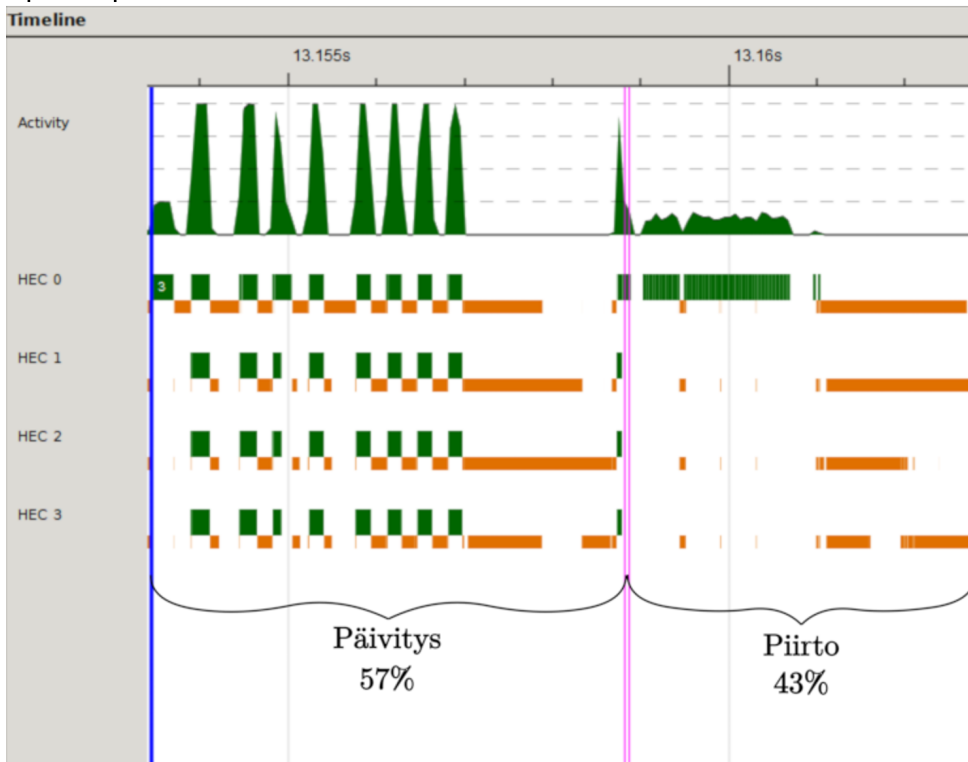 Timeline
13.155s 13.16s
Activity
HEC 0
3
HEC 1
HEC 2
HEC 3
Päivitys
57%
Piirto
43%